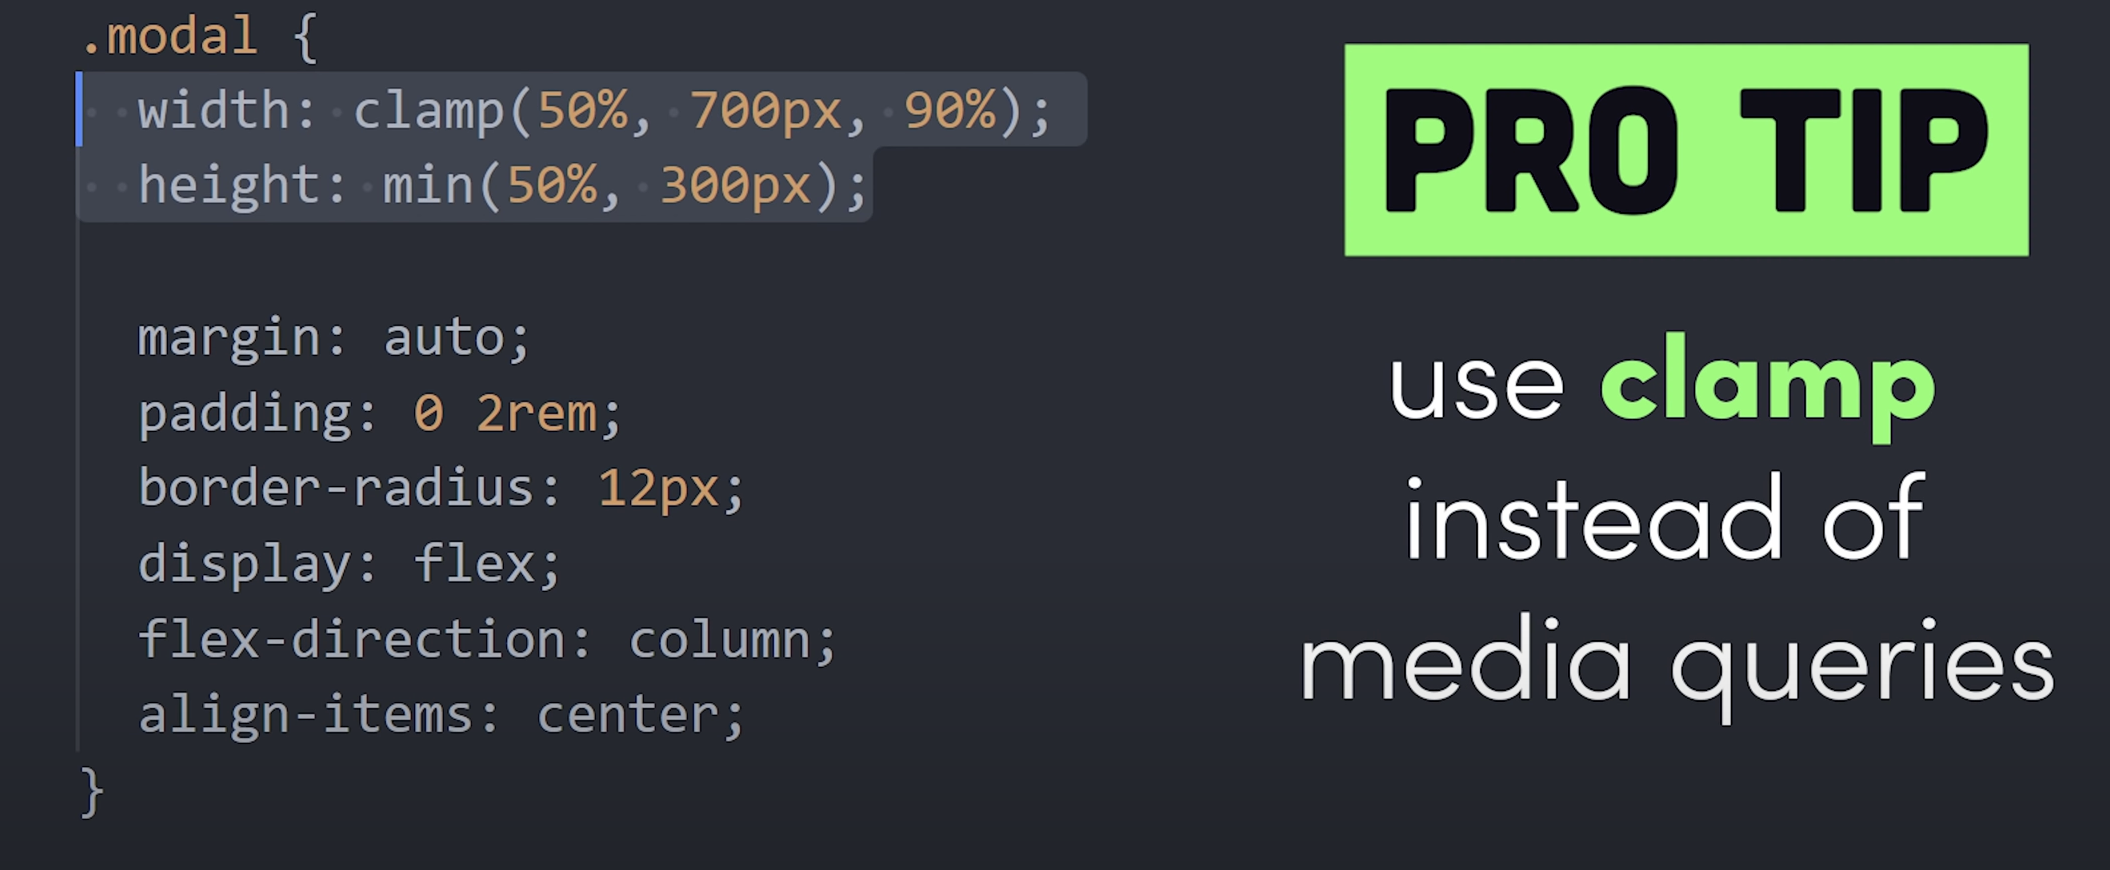 .modal {
width: clamp(50%, 700px, 90%);
height: min(50%, 300px);
margin: auto;
padding: 0 2rem;
border-radius: 12px;
display: flex;
flex-direction: column;
align-items: center;
}
PRO TIP
use clamp
instead of
media queries